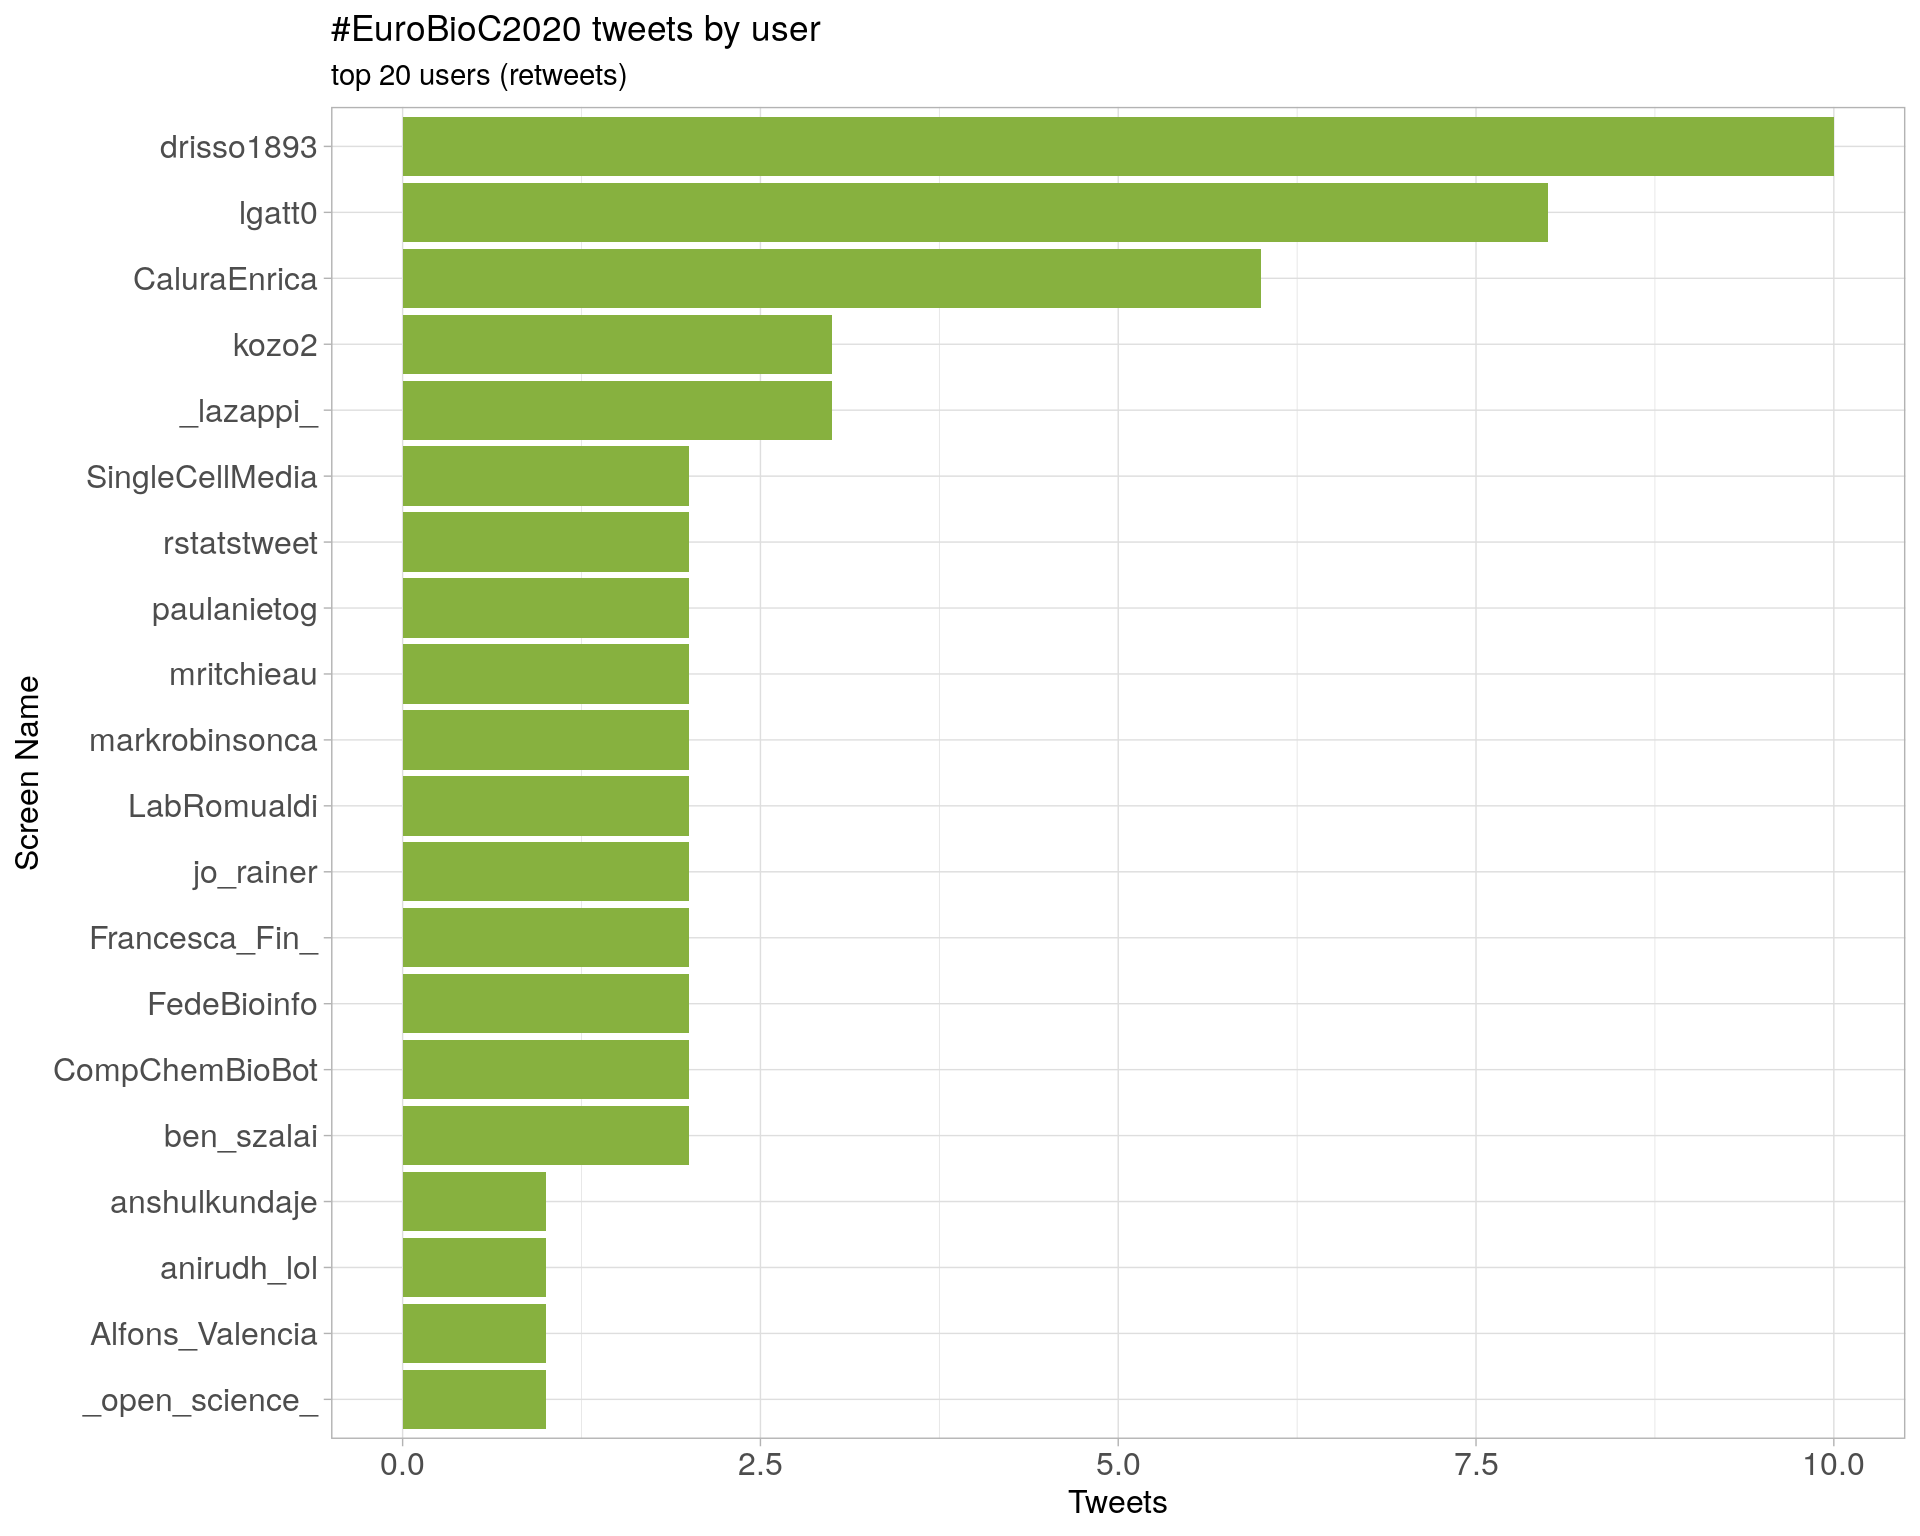 #EuroBioC2020 tweets by user
top 20 users (retweets)
drisso1893
lgatt0
CaluraEnrica
kozo2
_lazappi_
SingleCellMedia
rstatstweet
paulanietog
mritchieau
markrobinsonca
LabRomualdi
jo_rainer
Francesca_Fin_
FedeBioinfo
CompChemBioBot
ben_szalai
anshulkundaje
anirudh_lol
Alfons_Valencia
_open_science_
Screen Name
0.0 2.5 5.0 7.5 10.0
Tweets